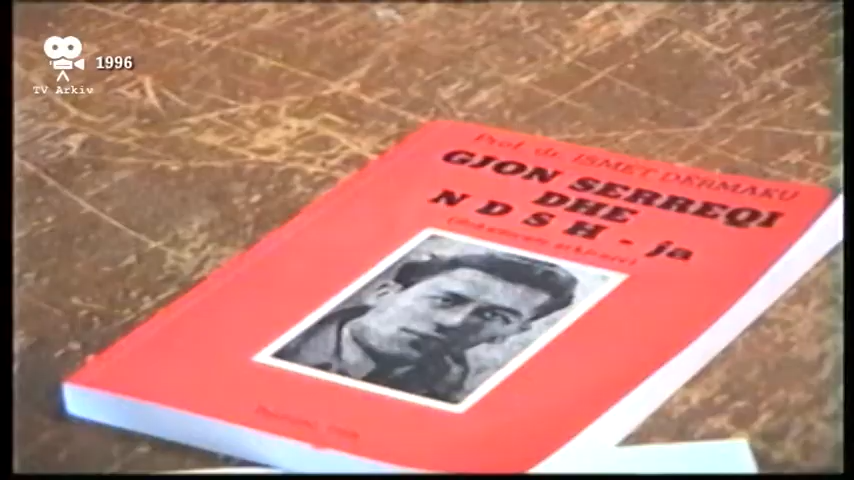 1996
TV Arkiv
Prof. dr. ISMET DËRMAKU
GJON SERREQI
DHE
N D S H - ja